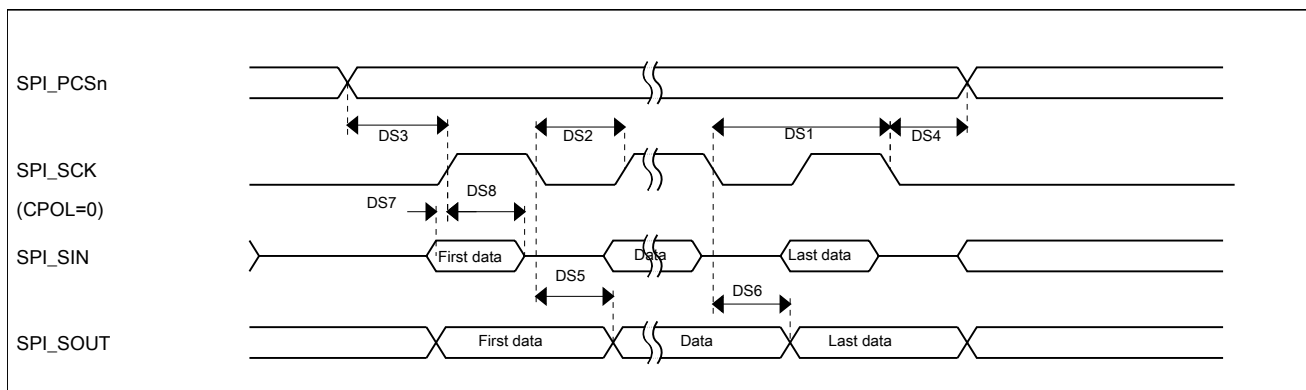 SPI_PCSn
DS3
DS2
DS1
DS4
SPI_SCK
(CPOL=0)
DS7
DS8
SPI_SIN
First data
Data
Last data
DS5
DS6
SPI_SOUT
First data
Data
Last data